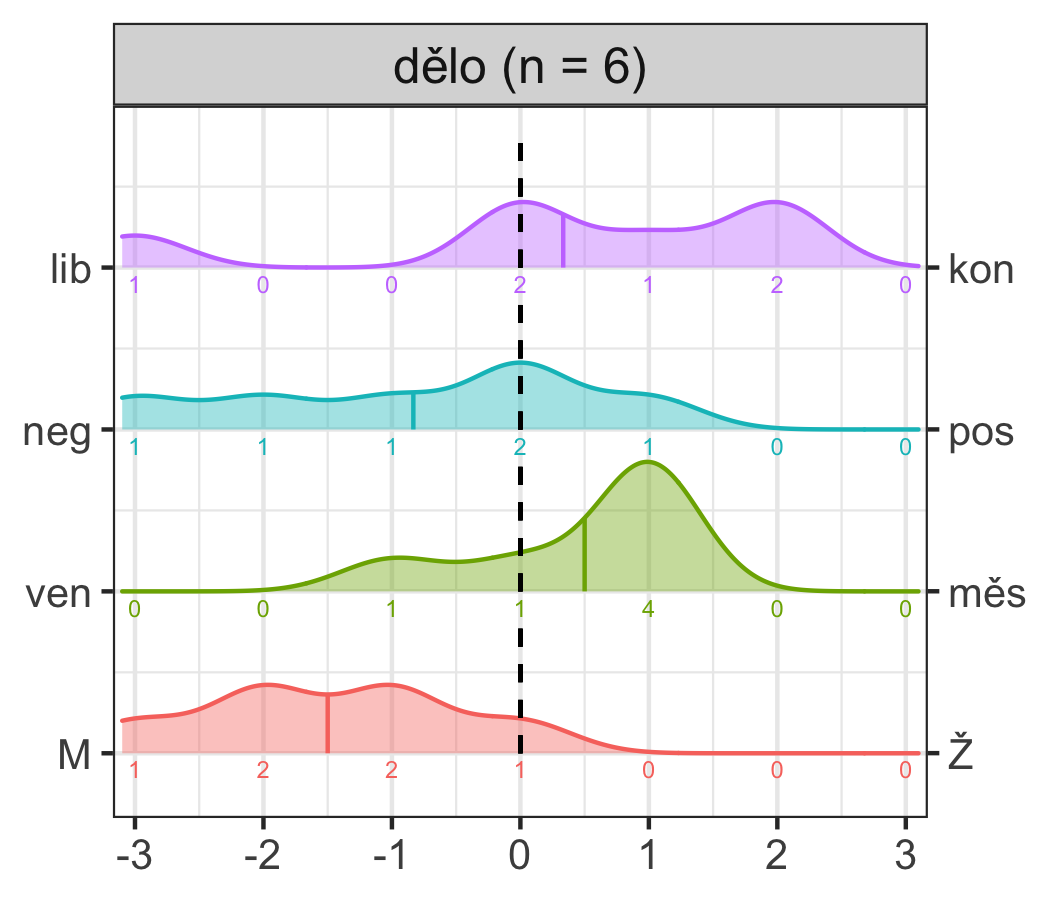 dělo (n = 6)
lib kon
1 0 0 2 1 2 0
neg pos
1 1 1 2 1 0 0
ven měs
0 0 1 1 4 0 0
M Ž
1 2 2 1 0 0 0
-3 -2 -1 0 1 2 3